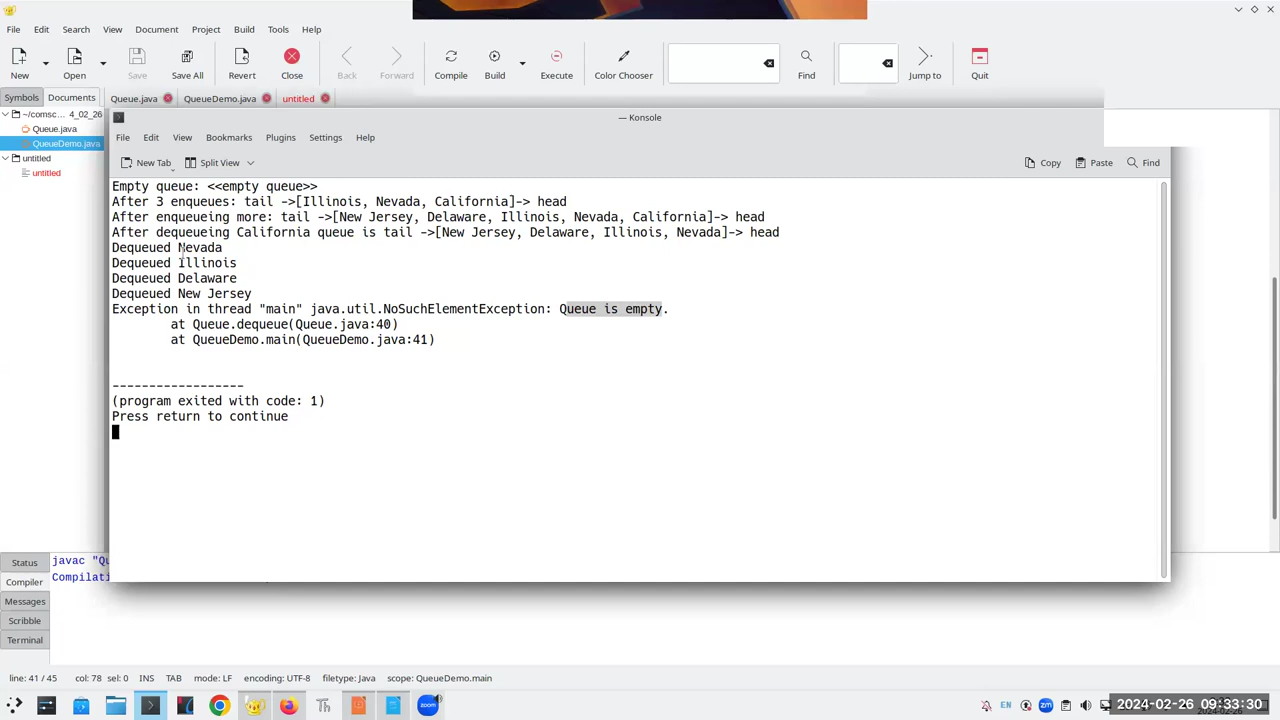 File Edit Search View Document Project Build Tools Help
New Open Save Save All Revert Close Back Forward Compile Build Execute Color Chooser Find Jump to Quit
Symbols Documents Queue.java QueueDemo.java untitled
~/comsc... 4_02_26
Queue.java
QueueDemo.java
untitled
untitled
— Konsole
File Edit View Bookmarks Plugins Settings Help
New Tab Split View Copy Paste Find
Empty queue: <<empty queue>>
After 3 enqueues: tail ->[Illinois, Nevada, California]-> head
After enqueueing more: tail ->[New Jersey, Delaware, Illinois, Nevada, California]-> head
After dequeueing California queue is tail ->[New Jersey, Delaware, Illinois, Nevada]-> head
Dequeued Nevada
Dequeued Illinois
Dequeued Delaware
Dequeued New Jersey
Exception in thread "main" java.util.NoSuchElementException: Queue is empty.
at Queue.dequeue(Queue.java:40)
at QueueDemo.main(QueueDemo.java:41)
------------------
(program exited with code: 1)
Press return to continue
Status
Compiler
Messages
Scribble
Terminal
javac "Qu
Compilati
line: 41 / 45 col: 78 INS TAB mode: LF encoding: UTF-8 filetype: Java scope: QueueDemo.main
Th zoom EN zm 2024-02-26 09:33:30